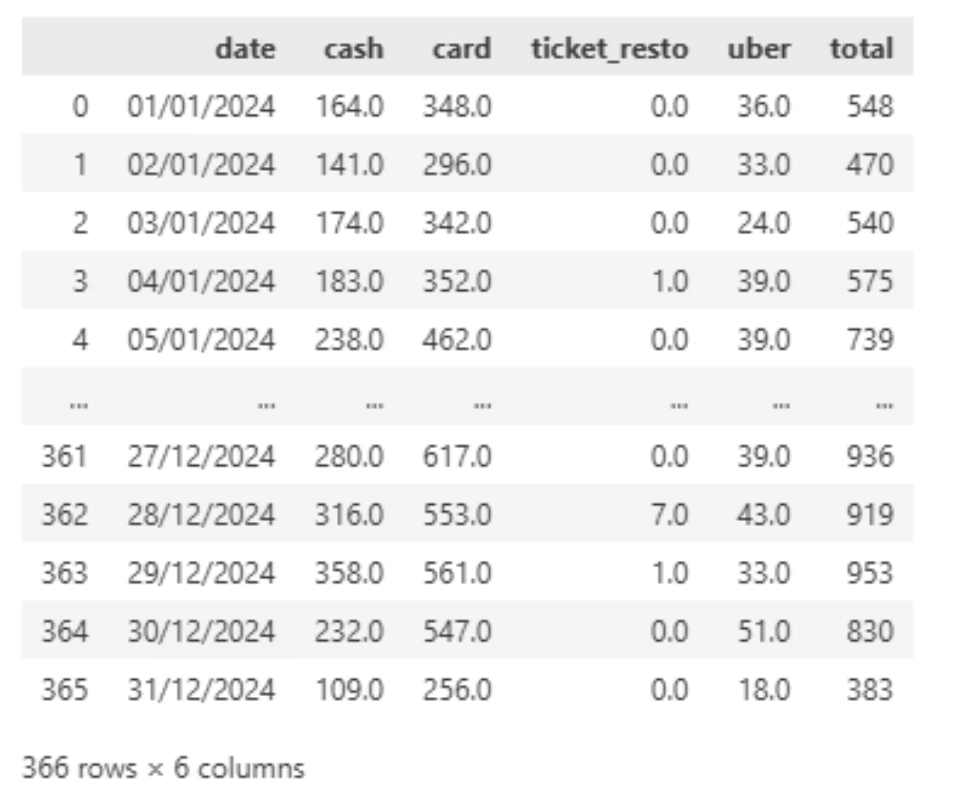 date cash card ticket_resto uber total
0 01/01/2024 164.0 348.0 0.0 36.0 548
1 02/01/2024 141.0 296.0 0.0 33.0 470
2 03/01/2024 174.0 342.0 0.0 24.0 540
3 04/01/2024 183.0 352.0 1.0 39.0 575
4 05/01/2024 238.0 462.0 0.0 39.0 739
... ... ... ... ... ... ...
361 27/12/2024 280.0 617.0 0.0 39.0 936
362 28/12/2024 316.0 553.0 7.0 43.0 919
363 29/12/2024 358.0 561.0 1.0 33.0 953
364 30/12/2024 232.0 547.0 0.0 51.0 830
365 31/12/2024 109.0 256.0 0.0 18.0 383
366 rows × 6 columns